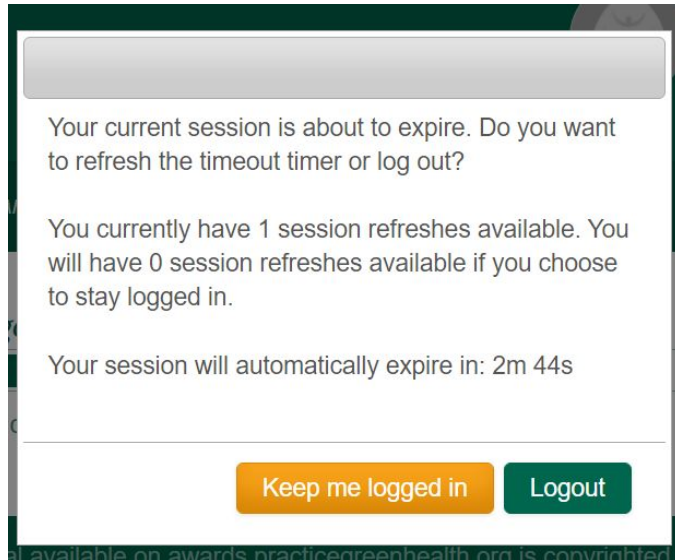 Your current session is about to expire. Do you want
to refresh the timeout timer or log out?
You currently have 1 session refreshes available. You
will have 0 session refreshes available if you choose
to stay logged in.
Your session will automatically expire in: 2m 44s
Keep me logged in
Logout
available on awards.practicegreenhealth.org is copyrighted